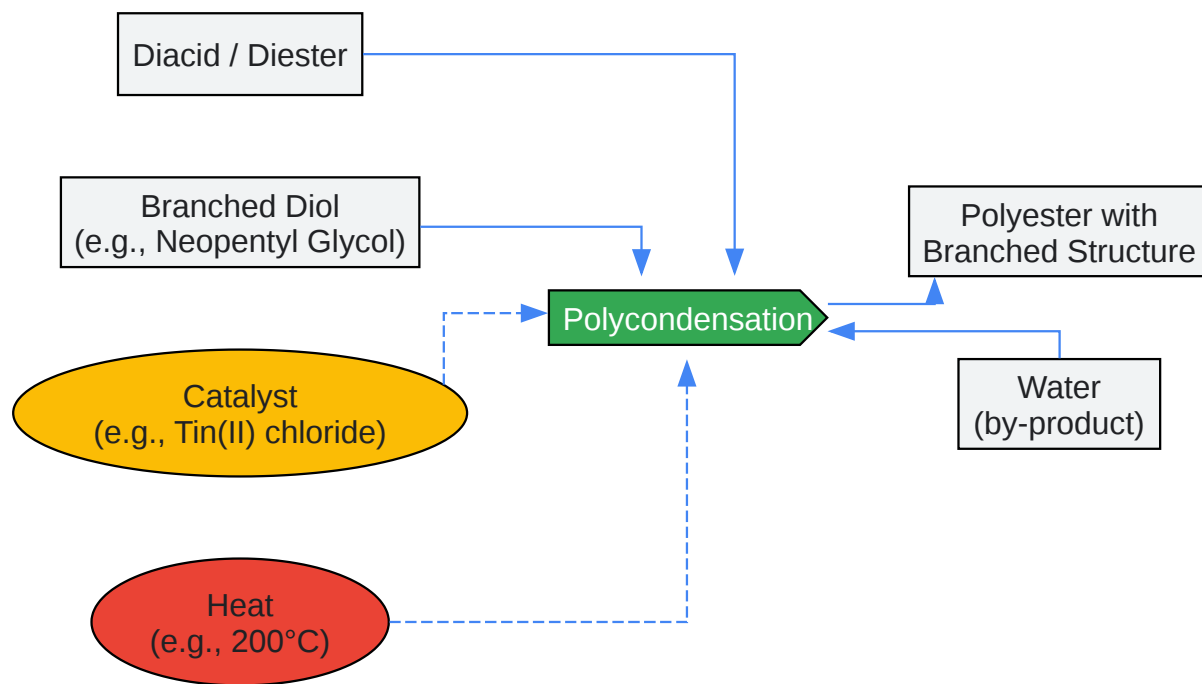 Diacid / Diester
Branched Diol
(e.g., Neopentyl Glycol)
Polyester with
Branched Structure
Polycondensation
Catalyst
(e.g., Tin(II) chloride)
Water
(by-product)
Heat
(e.g., 200°C)